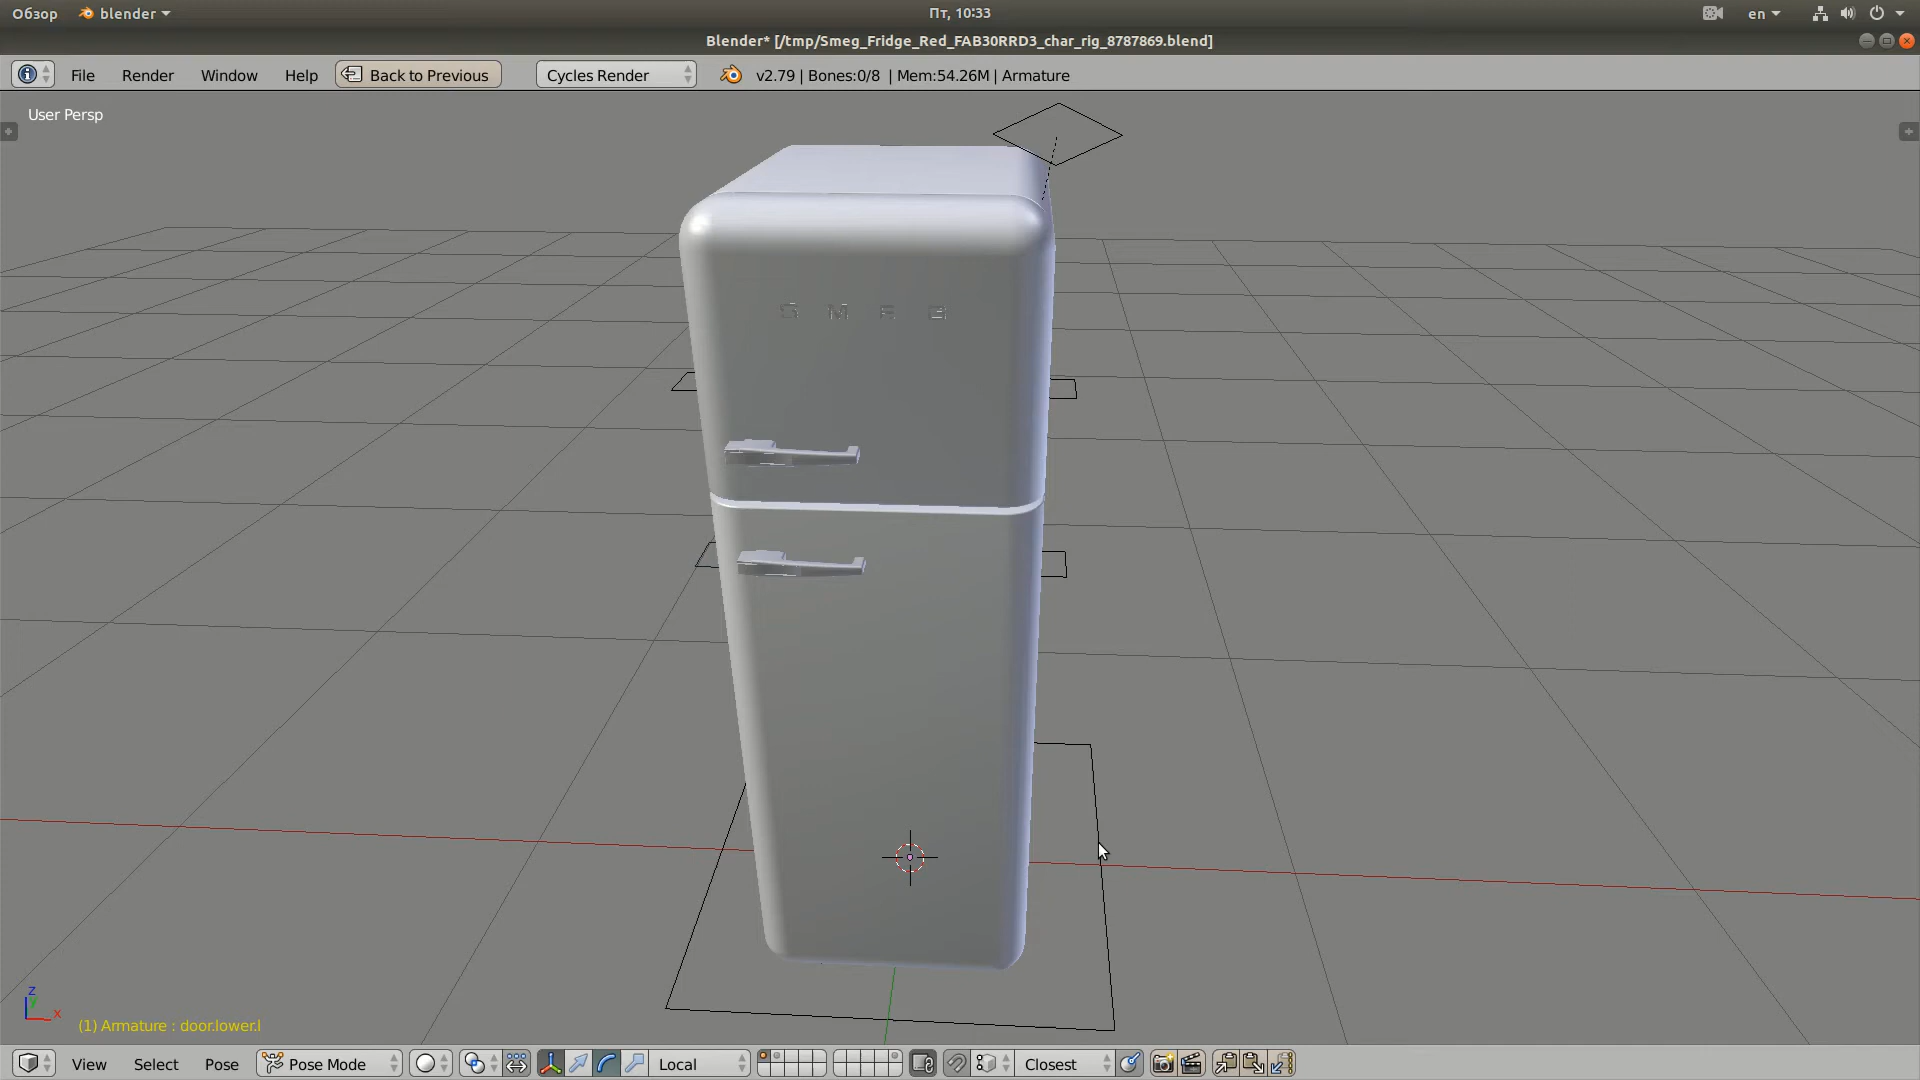 Обзор blender Пт, 10:33 en
Blender* [/tmp/Smeg_Fridge_Red_FAB30RRD3_char_rig_8787869.blend]
File Render Window Help Back to Previous Cycles Render v2.79 | Bones:0/8 | Mem:54.26M | Armature
User Persp
S M E G
z
y
x
(1) Armature : door.lower.l
View Select Pose Pose Mode Local Closest